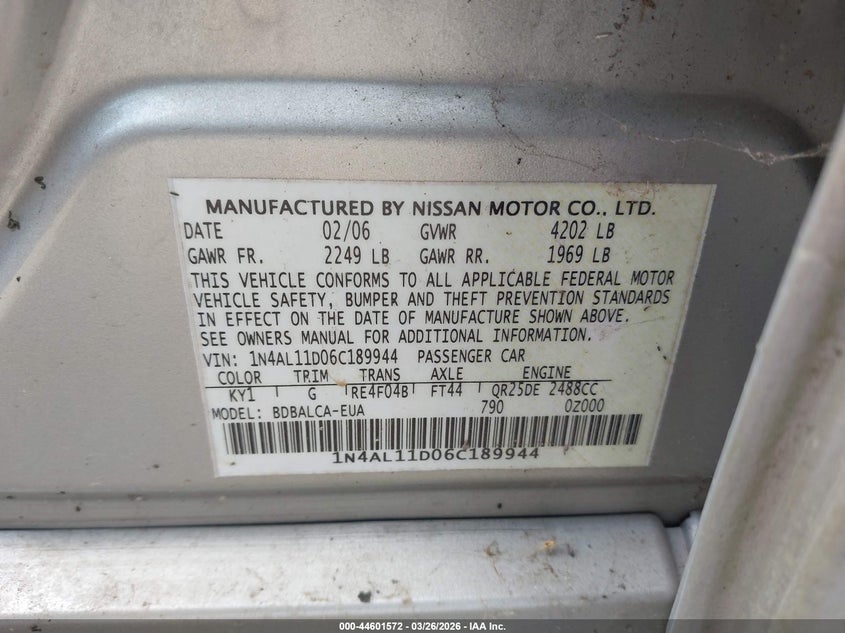 MANUFACTURED BY NISSAN MOTOR CO., LTD.
DATE 02/06 GVWR 4202 LB
GAWR FR. 2249 LB GAWR RR. 1969 LB
THIS VEHICLE CONFORMS TO ALL APPLICABLE FEDERAL MOTOR
VEHICLE SAFETY, BUMPER AND THEFT PREVENTION STANDARDS
IN EFFECT ON THE DATE OF MANUFACTURE SHOWN ABOVE.
SEE OWNERS MANUAL FOR ADDITIONAL INFORMATION.
VIN: 1N4AL11D06C189944 PASSENGER CAR
COLOR TRIM TRANS AXLE ENGINE
KY1 G RE4F04B FT44 QR25DE 2488CC
MODEL: BDBALCA-EUA 790 0Z000
1N4AL11D06C189944
000-44601572 — 03/26/2026 — IAA Inc.